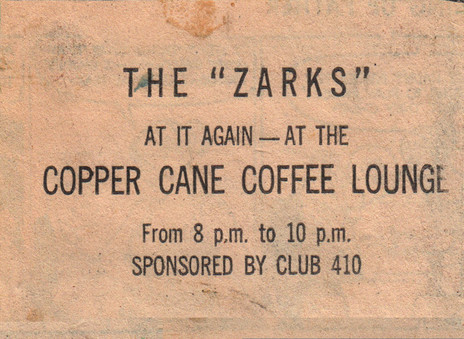 THE "ZARKS"
AT IT AGAIN — AT THE
COPPER CANE COFFEE LOUNGE
From 8 p.m. to 10 p.m.
SPONSORED BY CLUB 410